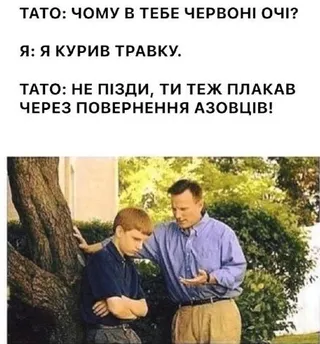 ТАТО: ЧОМУ В ТЕБЕ ЧЕРВОНІ ОЧІ?
Я: Я КУРИВ ТРАВКУ.
ТАТО: НЕ ПІЗДИ, ТИ ТЕЖ ПЛАКАВ
ЧЕРЕЗ ПОВЕРНЕННЯ АЗОВЦІВ!